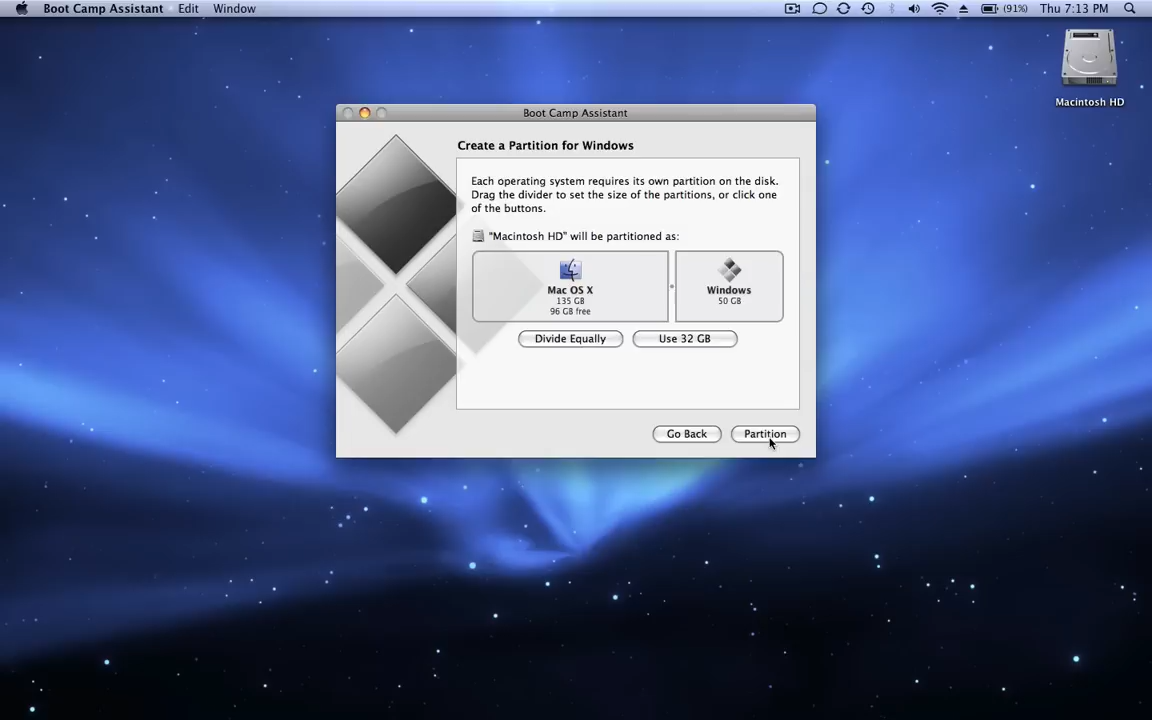 Boot Camp Assistant Edit Window (91%) Thu 7:13 PM
Macintosh HD
Boot Camp Assistant
Create a Partition for Windows
Each operating system requires its own partition on the disk.
Drag the divider to set the size of the partitions, or click one
of the buttons.
"Macintosh HD" will be partitioned as:
Mac OS X
135 GB
96 GB free
Windows
50 GB
Divide Equally Use 32 GB
Go Back Partition